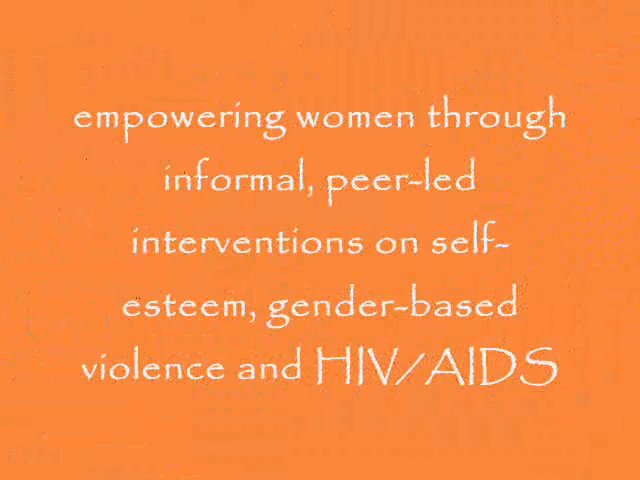 empowering women through
informal, peer-led
interventions on self-
esteem, gender-based
violence and HIV/AIDS